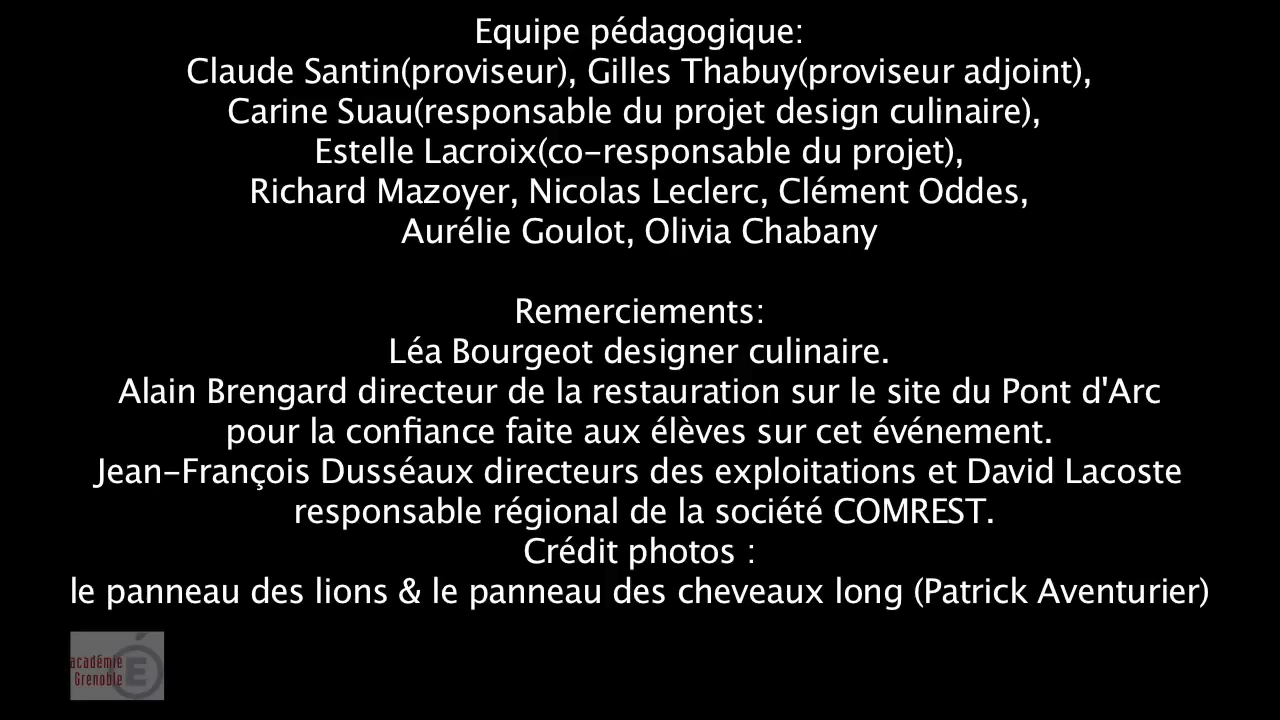 Equipe pédagogique:
Claude Santin(proviseur), Gilles Thabuy(proviseur adjoint),
Carine Suau(responsable du projet design culinaire),
Estelle Lacroix(co-responsable du projet),
Richard Mazoyer, Nicolas Leclerc, Clément Oddes,
Aurélie Goulot, Olivia Chabany
Remerciements:
Léa Bourgeot designer culinaire.
Alain Brengard directeur de la restauration sur le site du Pont d'Arc
pour la confiance faite aux élèves sur cet événement.
Jean-François Dusséaux directeurs des exploitations et David Lacoste
responsable régional de la société COMREST.
Crédit photos :
le panneau des lions & le panneau des cheveaux long (Patrick Aventurier)
académie
Grenoble
É